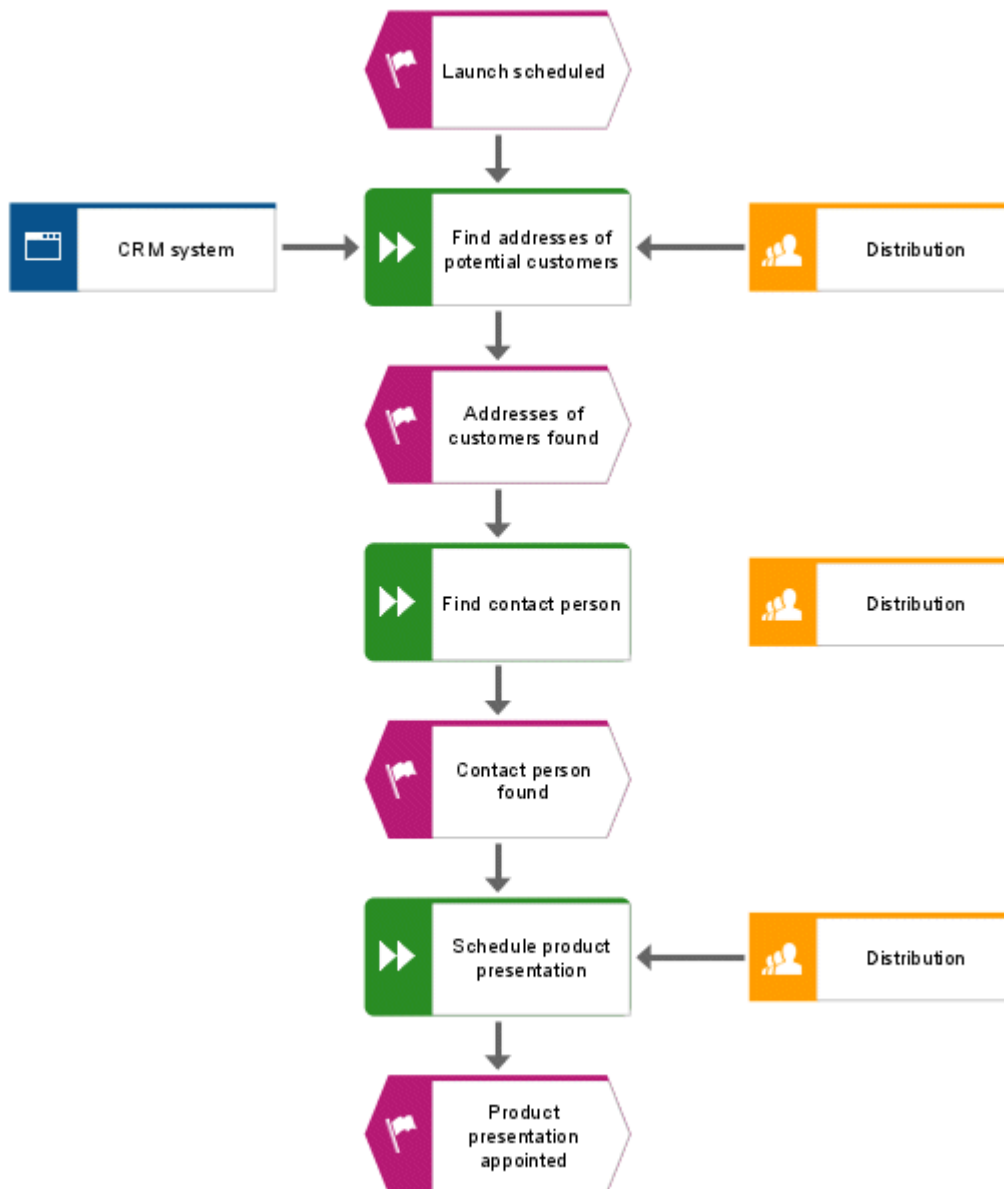 Launch scheduled
CRM system
Find addresses of
potential customers
Distribution
Addresses of
customers found
Find contact person
Distribution
Contact person
found
Schedule product
presentation
Distribution
Product
presentation
appointed